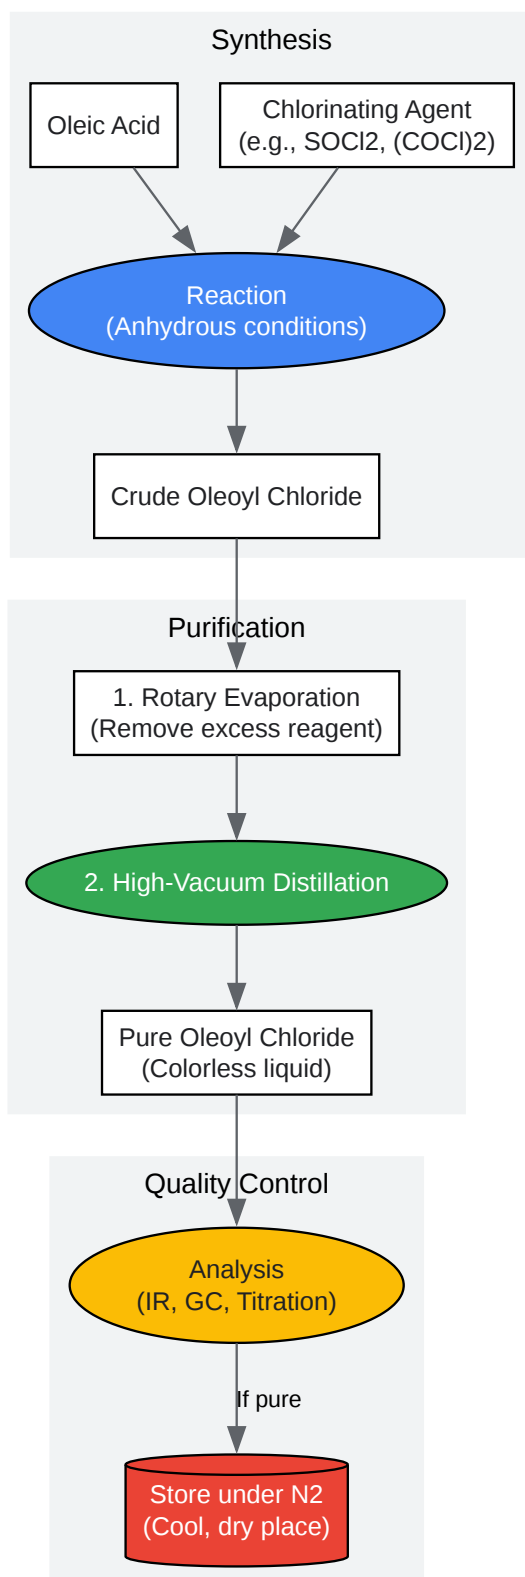 Synthesis
Oleic Acid
Chlorinating Agent
(e.g., SOCl2, (COCl)2)
Reaction
(Anhydrous conditions)
Crude Oleoyl Chloride
Purification
1. Rotary Evaporation
(Remove excess reagent)
2. High-Vacuum Distillation
Pure Oleoyl Chloride
(Colorless liquid)
Quality Control
Analysis
(IR, GC, Titration)
If pure
Store under N2
(Cool, dry place)